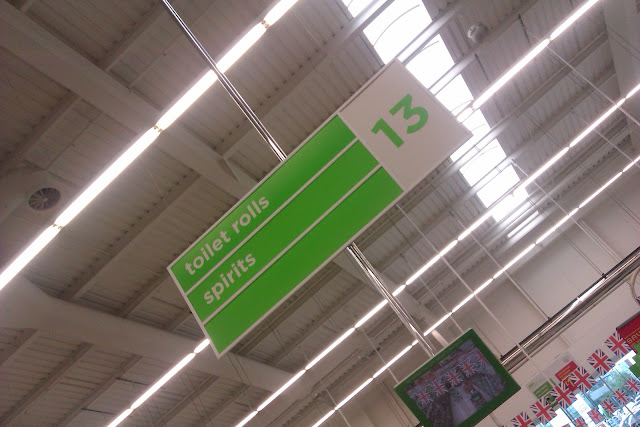 13
toilet rolls
spirits